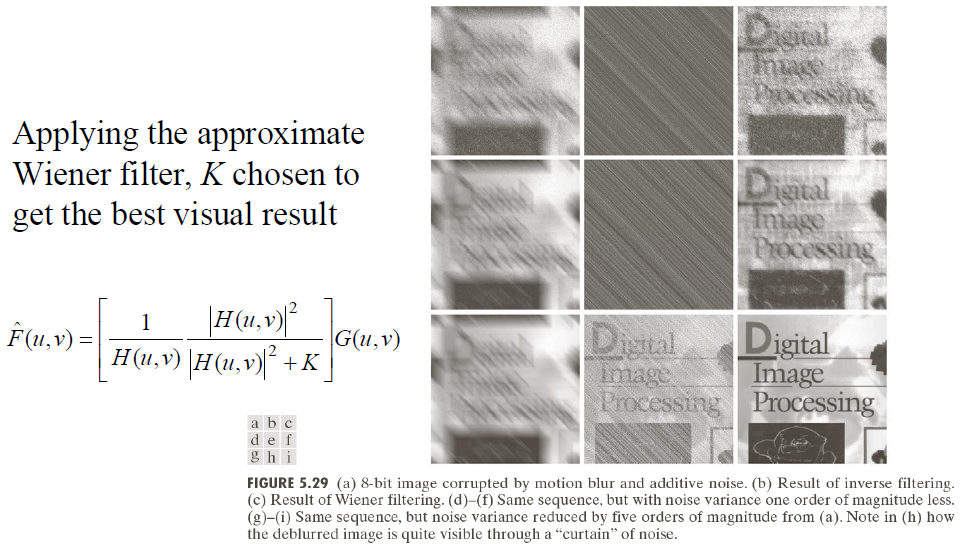 Applying the approximate
Wiener filter, K chosen to
get the best visual result
F̂(u,v) = [ 1 / H(u,v) |H(u,v)|² / |H(u,v)|² + K ] G(u,v)
Digital
Image
Processing
Digital
Image
Processing
Digital
Image
Processing
Digital
Image
Processing
a b c
d e f
g h i
FIGURE 5.29 (a) 8-bit image corrupted by motion blur and additive noise. (b) Result of inverse filtering.
(c) Result of Wiener filtering. (d)–(f) Same sequence, but with noise variance one order of magnitude less.
(g)–(i) Same sequence, but noise variance reduced by five orders of magnitude from (a). Note in (h) how
the deblurred image is quite visible through a “curtain” of noise.